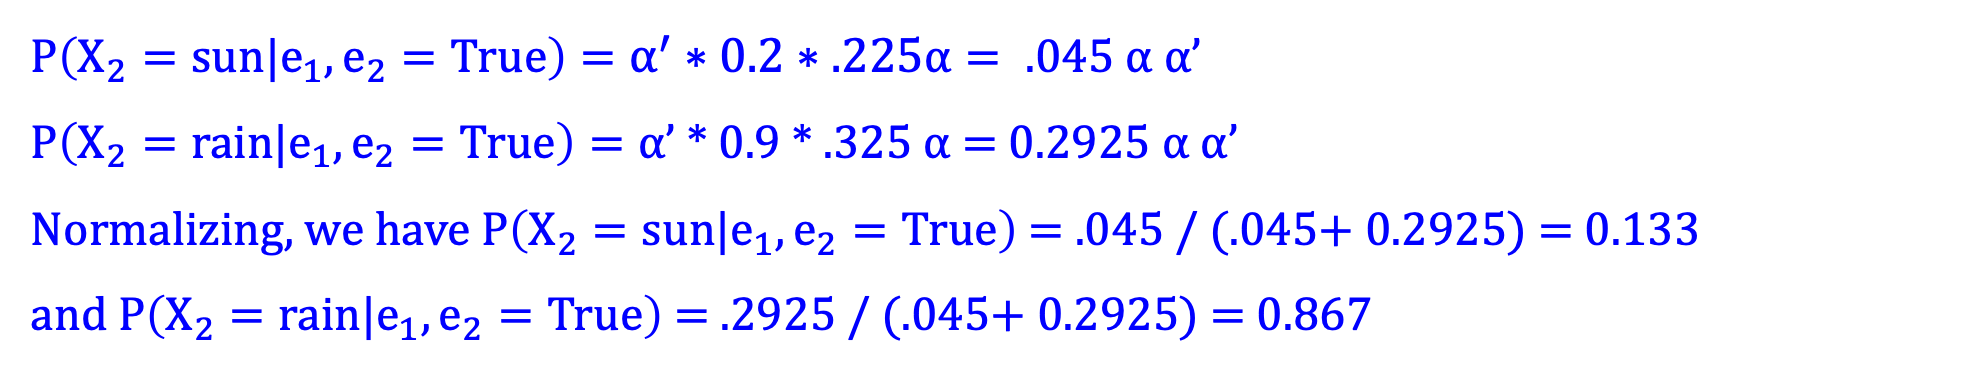 P(X₂ = sun|e₁, e₂ = True) = α′ ∗ 0.2 ∗ .225α = .045 α α’
P(X₂ = rain|e₁, e₂ = True) = α’ * 0.9 * .325 α = 0.2925 α α’
Normalizing, we have P(X₂ = sun|e₁, e₂ = True) = .045 / (.045+ 0.2925) = 0.133
and P(X₂ = rain|e₁, e₂ = True) = .2925 / (.045+ 0.2925) = 0.867